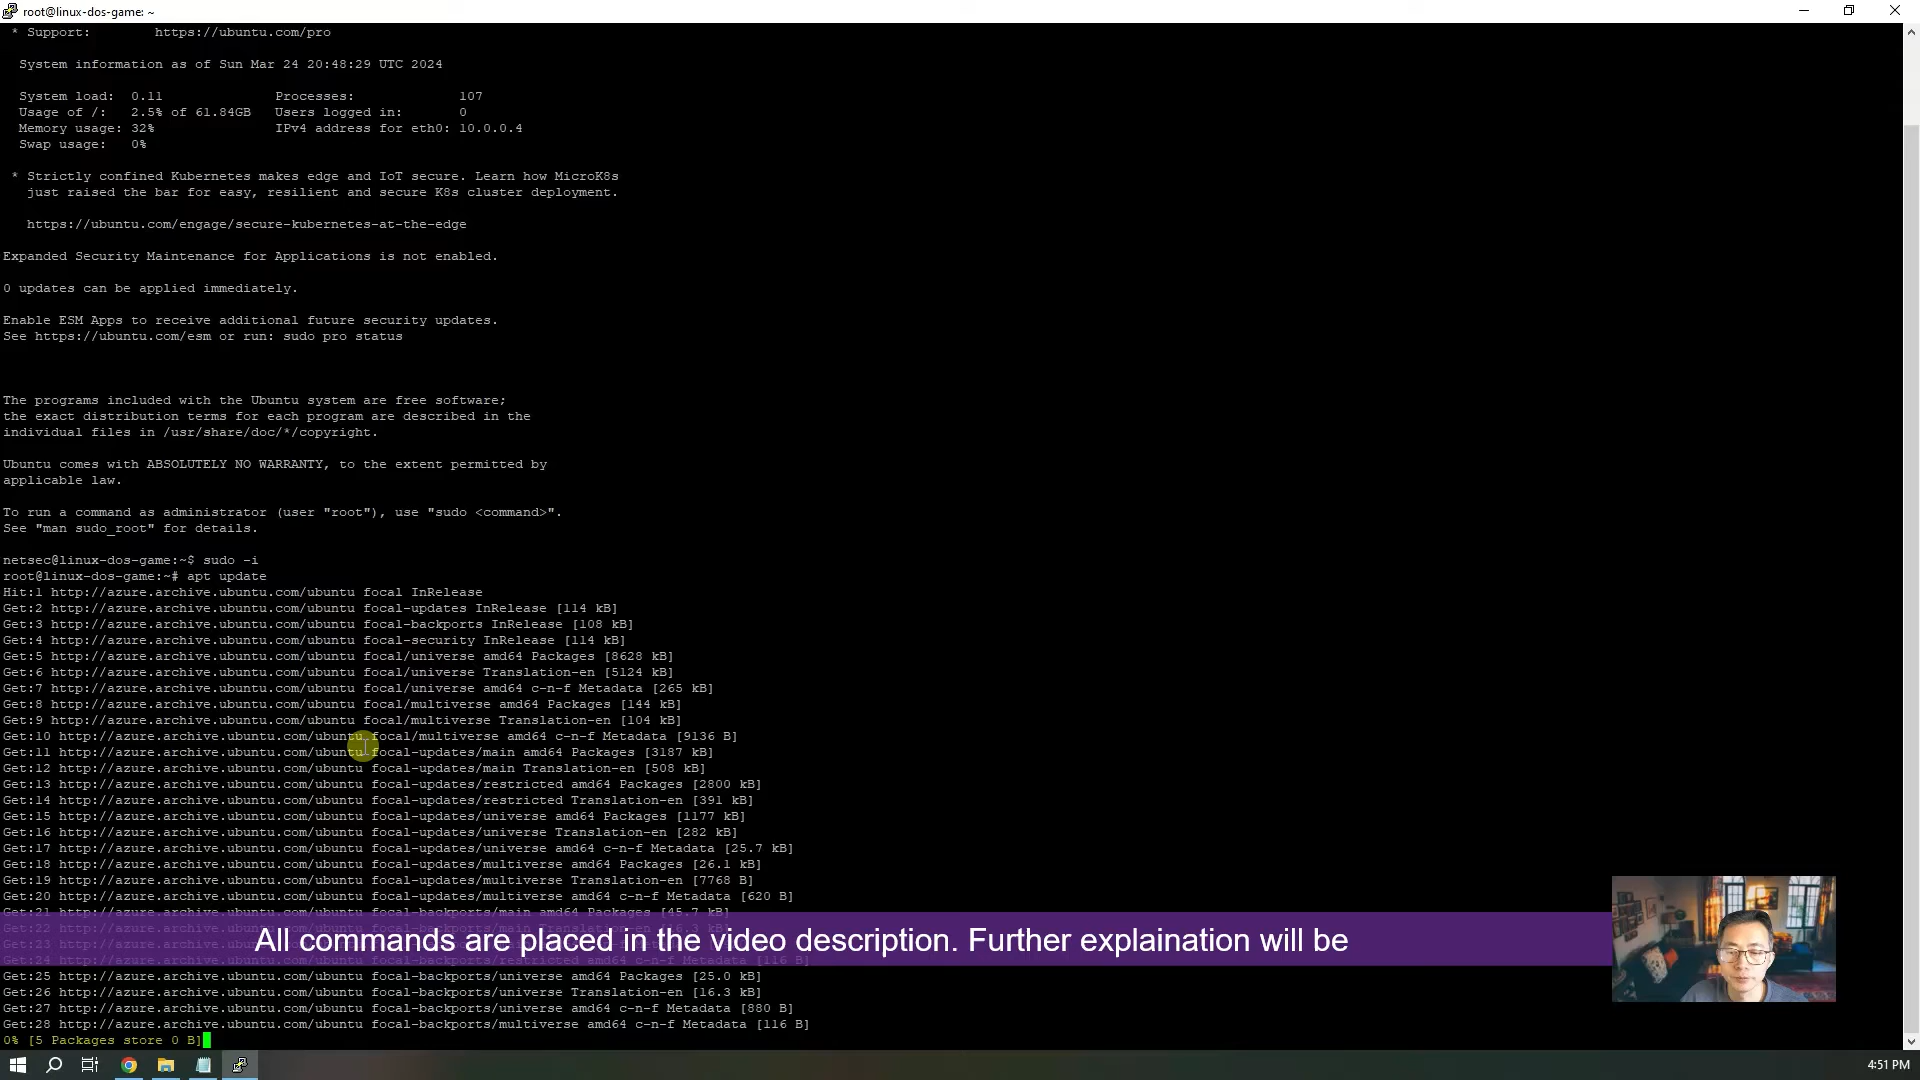 root@linux-dos-game: ~
* Support:        https://ubuntu.com/pro
System information as of Sun Mar 24 20:48:29 UTC 2024
System load:  0.11              Processes:             107
Usage of /:   2.5% of 61.84GB   Users logged in:       0
Memory usage: 32%               IPv4 address for eth0: 10.0.0.4
Swap usage:   0%
* Strictly confined Kubernetes makes edge and IoT secure. Learn how MicroK8s
just raised the bar for easy, resilient and secure K8s cluster deployment.
https://ubuntu.com/engage/secure-kubernetes-at-the-edge
Expanded Security Maintenance for Applications is not enabled.
0 updates can be applied immediately.
Enable ESM Apps to receive additional future security updates.
See https://ubuntu.com/esm or run: sudo pro status
The programs included with the Ubuntu system are free software;
the exact distribution terms for each program are described in the
individual files in /usr/share/doc/*/copyright.
Ubuntu comes with ABSOLUTELY NO WARRANTY, to the extent permitted by
applicable law.
To run a command as administrator (user "root"), use "sudo <command>".
See "man sudo_root" for details.
netsec@linux-dos-game:~$ sudo -i
root@linux-dos-game:~# apt update
Hit:1 http://azure.archive.ubuntu.com/ubuntu focal InRelease
Get:2 http://azure.archive.ubuntu.com/ubuntu focal-updates InRelease [114 kB]
Get:3 http://azure.archive.ubuntu.com/ubuntu focal-backports InRelease [108 kB]
Get:4 http://azure.archive.ubuntu.com/ubuntu focal-security InRelease [114 kB]
Get:5 http://azure.archive.ubuntu.com/ubuntu focal/universe amd64 Packages [8628 kB]
Get:6 http://azure.archive.ubuntu.com/ubuntu focal/universe Translation-en [5124 kB]
Get:7 http://azure.archive.ubuntu.com/ubuntu focal/universe amd64 c-n-f Metadata [265 kB]
Get:8 http://azure.archive.ubuntu.com/ubuntu focal/multiverse amd64 Packages [144 kB]
Get:9 http://azure.archive.ubuntu.com/ubuntu focal/multiverse Translation-en [104 kB]
Get:10 http://azure.archive.ubuntu.com/ubuntu focal/multiverse amd64 c-n-f Metadata [9136 B]
Get:11 http://azure.archive.ubuntu.com/ubuntu focal-updates/main amd64 Packages [3187 kB]
Get:12 http://azure.archive.ubuntu.com/ubuntu focal-updates/main Translation-en [508 kB]
Get:13 http://azure.archive.ubuntu.com/ubuntu focal-updates/restricted amd64 Packages [2800 kB]
Get:14 http://azure.archive.ubuntu.com/ubuntu focal-updates/restricted Translation-en [391 kB]
Get:15 http://azure.archive.ubuntu.com/ubuntu focal-updates/universe amd64 Packages [1177 kB]
Get:16 http://azure.archive.ubuntu.com/ubuntu focal-updates/universe Translation-en [282 kB]
Get:17 http://azure.archive.ubuntu.com/ubuntu focal-updates/universe amd64 c-n-f Metadata [25.7 kB]
Get:18 http://azure.archive.ubuntu.com/ubuntu focal-updates/multiverse amd64 Packages [26.1 kB]
Get:19 http://azure.archive.ubuntu.com/ubuntu focal-updates/multiverse Translation-en [7768 B]
Get:20 http://azure.archive.ubuntu.com/ubuntu focal-updates/multiverse amd64 c-n-f Metadata [620 B]
Get:21 http://azure.archive.ubuntu.com/ubuntu focal-backports/main amd64 Packages [45.7 kB]
All commands are placed in the video description. Further explaination will be
Get:25 http://azure.archive.ubuntu.com/ubuntu focal-backports/universe amd64 Packages [25.0 kB]
Get:26 http://azure.archive.ubuntu.com/ubuntu focal-backports/universe Translation-en [16.3 kB]
Get:27 http://azure.archive.ubuntu.com/ubuntu focal-backports/universe amd64 c-n-f Metadata [880 B]
Get:28 http://azure.archive.ubuntu.com/ubuntu focal-backports/multiverse amd64 c-n-f Metadata [116 B]
0% [5 Packages store 0 B]
4:51 PM